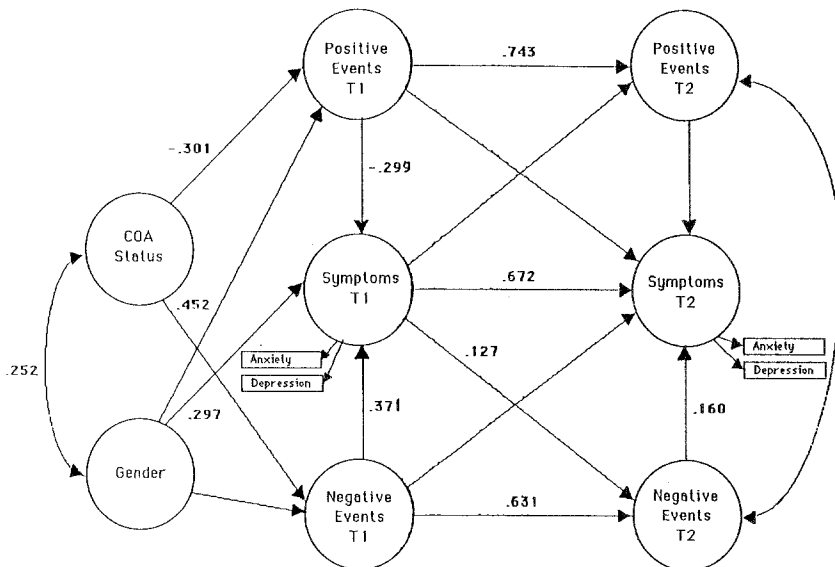 Positive
Events
T1
.743
Positive
Events
T2
-.301
-.299
COA
Status
Symptoms
T1
.672
Symptoms
T2
.452
Anxiety
Depression
.127
Anxiety
Depression
.252
.297
.371
.160
Gender
Negative
Events
T1
.631
Negative
Events
T2